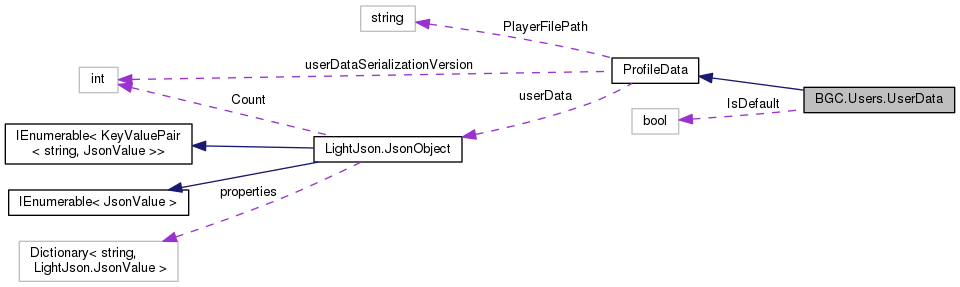 string
PlayerFilePath
userDataSerializationVersion
int
ProfileData
Count
userData
IsDefault
BGC.Users.UserData
bool
IEnumerable< KeyValuePair
< string, JsonValue >>
LightJson.JsonObject
properties
IEnumerable< JsonValue >
Dictionary< string,
LightJson.JsonValue >